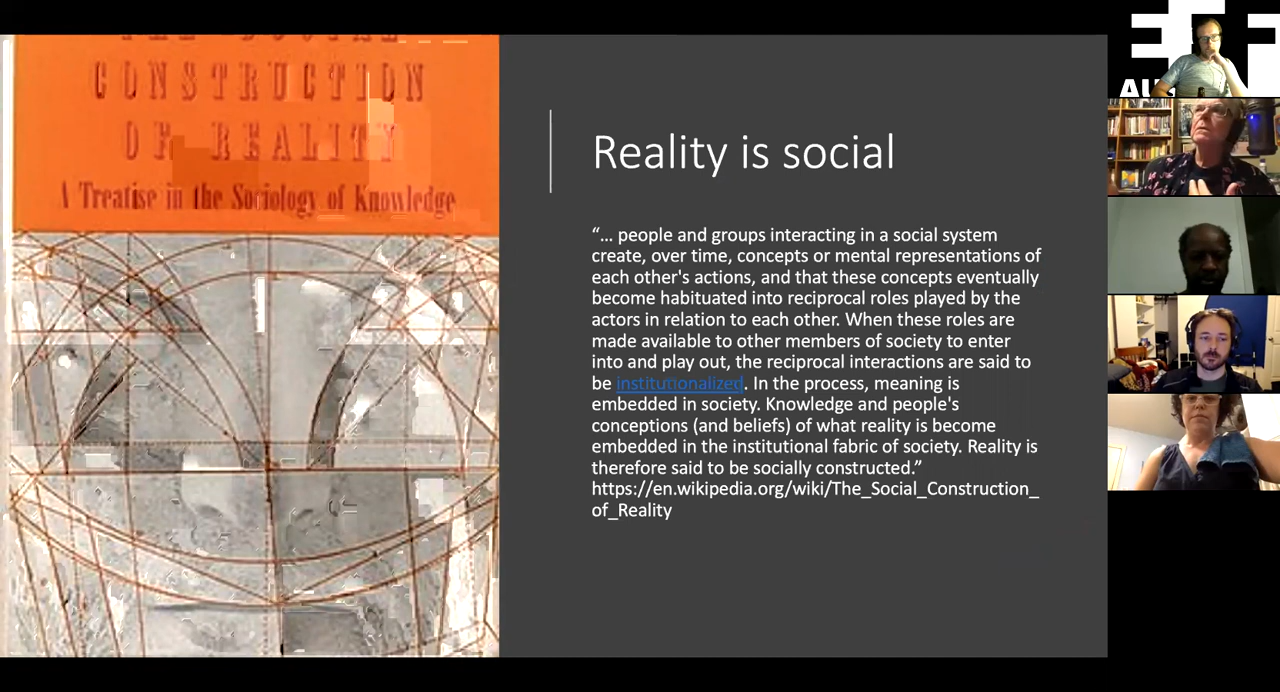 THE SOCIAL
CONSTRUCTION
OF REALITY
A Treatise in the Sociology of Knowledge
Reality is social
“… people and groups interacting in a social system
create, over time, concepts or mental representations of
each other's actions, and that these concepts eventually
become habituated into reciprocal roles played by the
actors in relation to each other. When these roles are
made available to other members of society to enter
into and play out, the reciprocal interactions are said to
be institutionalized. In the process, meaning is
embedded in society. Knowledge and people's
conceptions (and beliefs) of what reality is become
embedded in the institutional fabric of society. Reality is
therefore said to be socially constructed.”
https://en.wikipedia.org/wiki/The_Social_Construction_
of_Reality